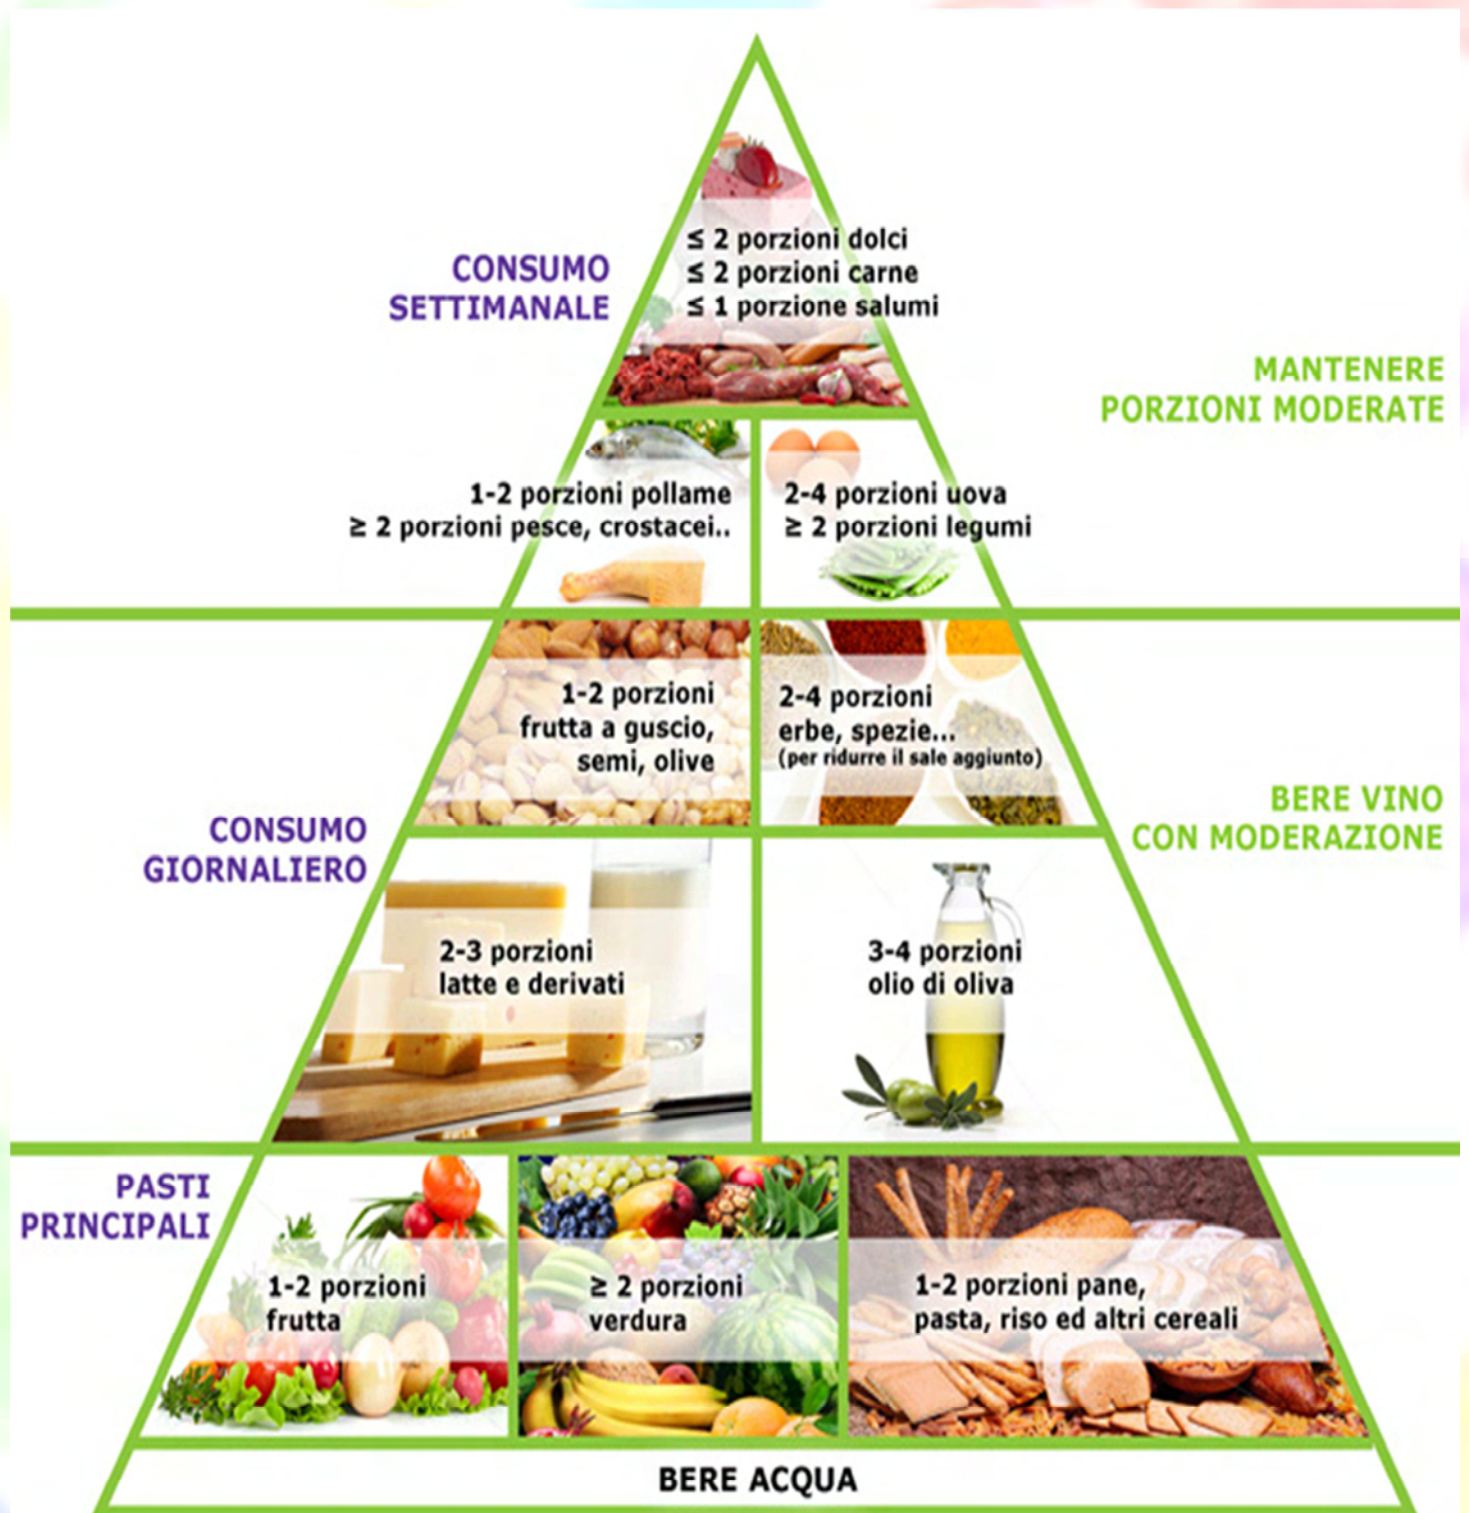 ≤ 2 porzioni dolci
≤ 2 porzioni carne
≤ 1 porzione salumi
CONSUMO
SETTIMANALE
MANTENERE
PORZIONI MODERATE
1-2 porzioni pollame
≥ 2 porzioni pesce, crostacei..
2-4 porzioni uova
≥ 2 porzioni legumi
1-2 porzioni
frutta a guscio,
semi, olive
2-4 porzioni
erbe, spezie...
(per ridurre il sale aggiunto)
CONSUMO
GIORNALIERO
BERE VINO
CON MODERAZIONE
2-3 porzioni
latte e derivati
3-4 porzioni
olio di oliva
PASTI
PRINCIPALI
1-2 porzioni
frutta
≥ 2 porzioni
verdura
1-2 porzioni pane,
pasta, riso ed altri cereali
BERE ACQUA